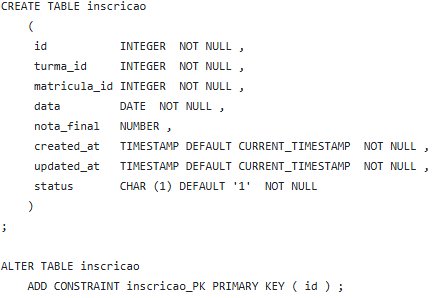 CREATE TABLE inscricao
    (
     id           INTEGER  NOT NULL ,
     turma_id     INTEGER  NOT NULL ,
     matricula_id INTEGER  NOT NULL ,
     data         DATE  NOT NULL ,
     nota_final   NUMBER ,
     created_at   TIMESTAMP DEFAULT CURRENT_TIMESTAMP  NOT NULL ,
     updated_at   TIMESTAMP DEFAULT CURRENT_TIMESTAMP  NOT NULL ,
     status       CHAR (1) DEFAULT '1'  NOT NULL
    )
;

ALTER TABLE inscricao
    ADD CONSTRAINT inscricao_PK PRIMARY KEY ( id ) ;